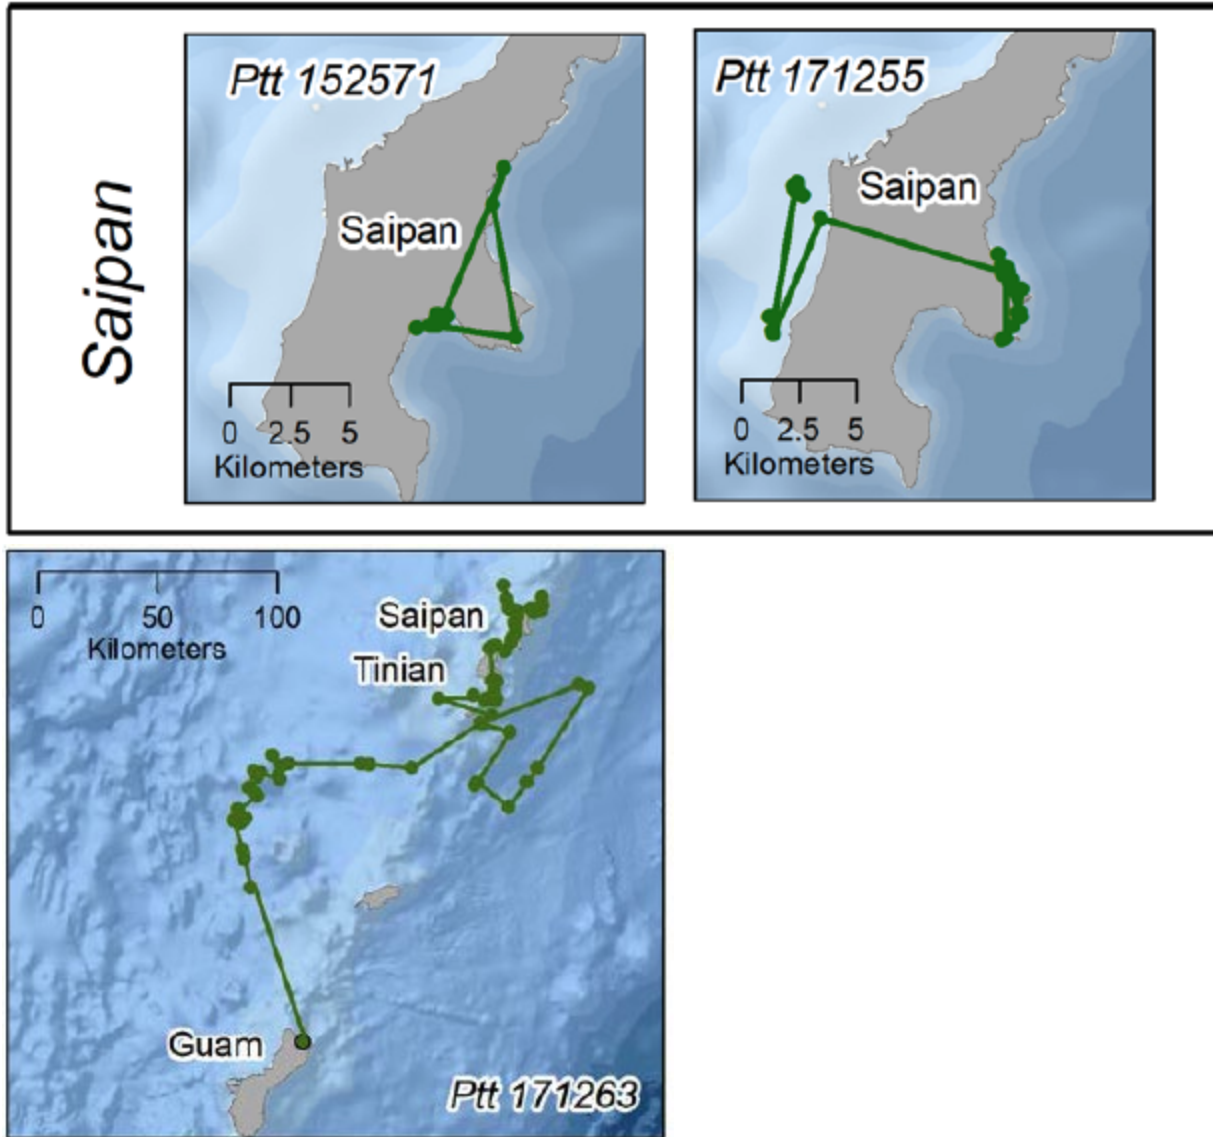 Saipan
Ptt 152571
Saipan
0 2.5 5
Kilometers
Ptt 171255
Saipan
0 2.5 5
Kilometers
0 50 100
Kilometers
Saipan
Tinian
Guam
Ptt 171263